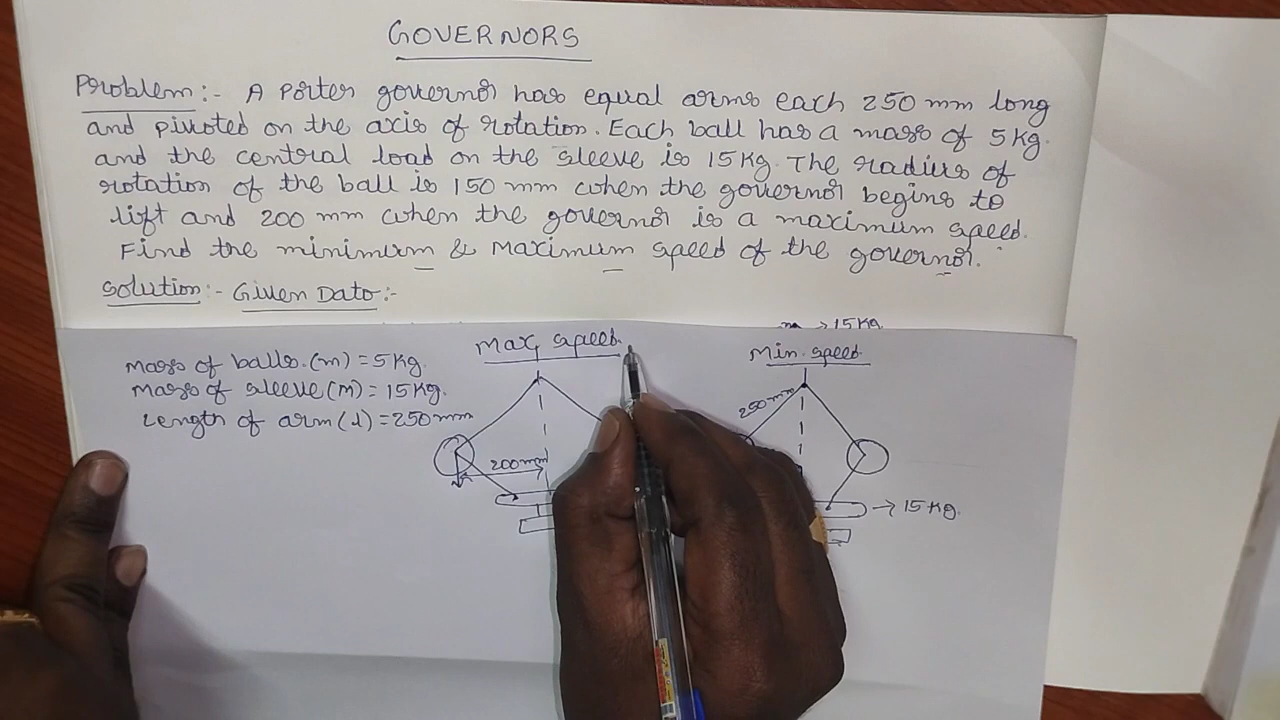 GOVERNORS
Problem:- A Porter governor has equal arms each 250 mm long
and pivoted on the axis of rotation. Each ball has a mass of 5 Kg.
and the central load on the sleeve is 15 Kg. The radius of
rotation of the ball is 150 mm when the governor begins to
lift and 200 mm when the governor is a maximum speed.
Find the minimum & Maximum speed of the governor.
Solution:- Given Data:-
→ 15 Kg.
Max speed.
Min. speed
mass of balls.(m) = 5 Kg.
Mass of sleeve (M) = 15 Kg.
Length of arm (l) = 250 mm
250 mm
200 mm
→ 15 Kg.